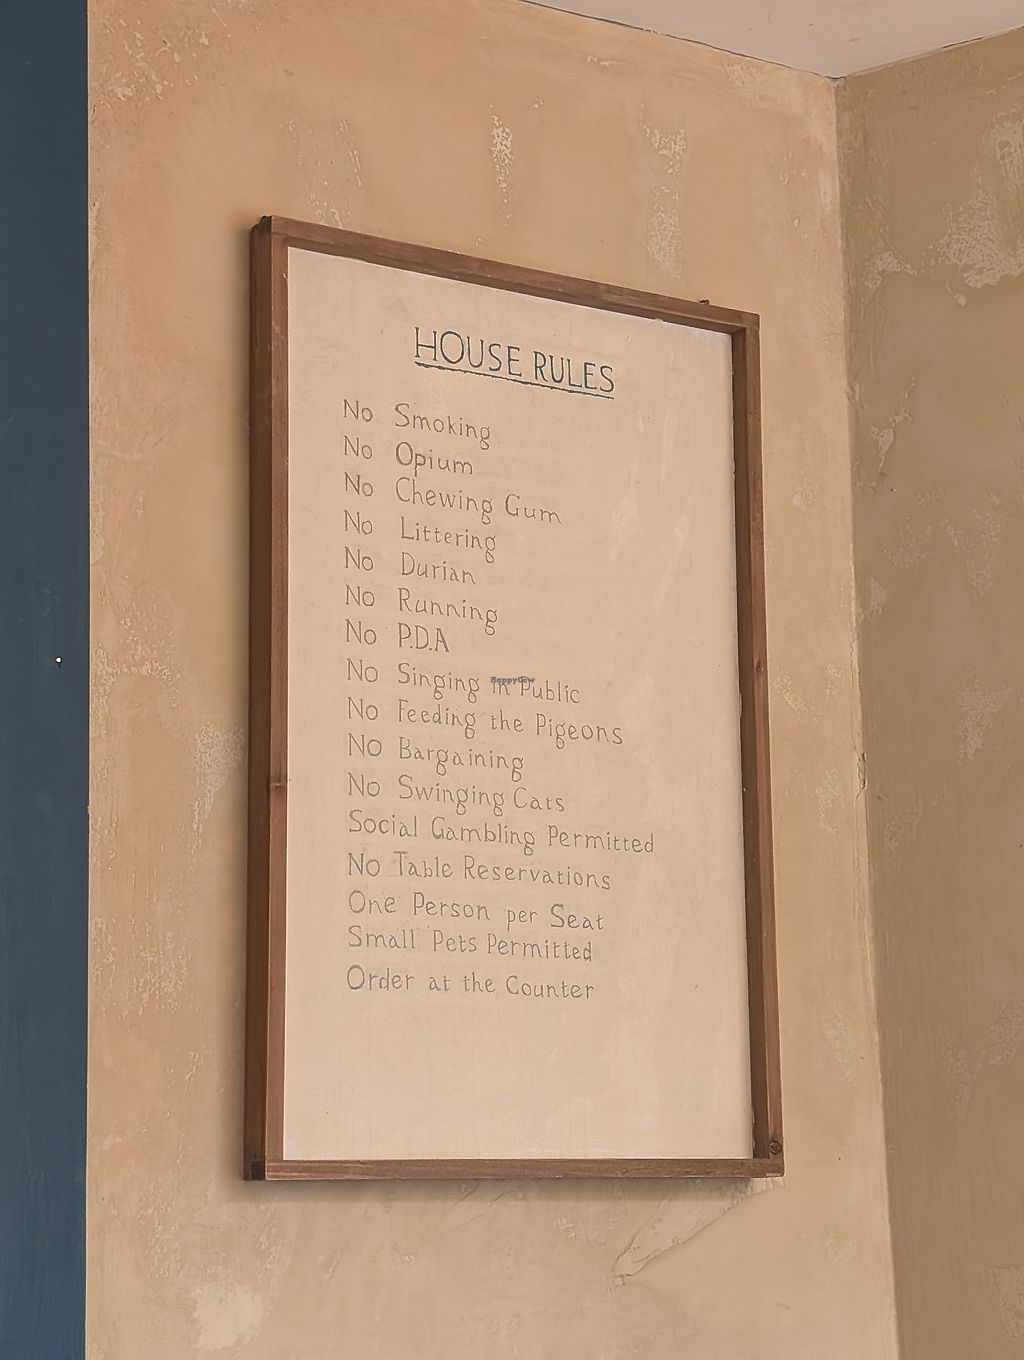 HOUSE RULES
No Smoking
No Opium
No Chewing Gum
No Littering
No Durian
No Running
No P.D.A
No Singing in Public
HappyCow
No Feeding the Pigeons
No Bargaining
No Swinging Cats
Social Gambling Permitted
No Table Reservations
One Person per Seat
Small Pets Permitted
Order at the Counter